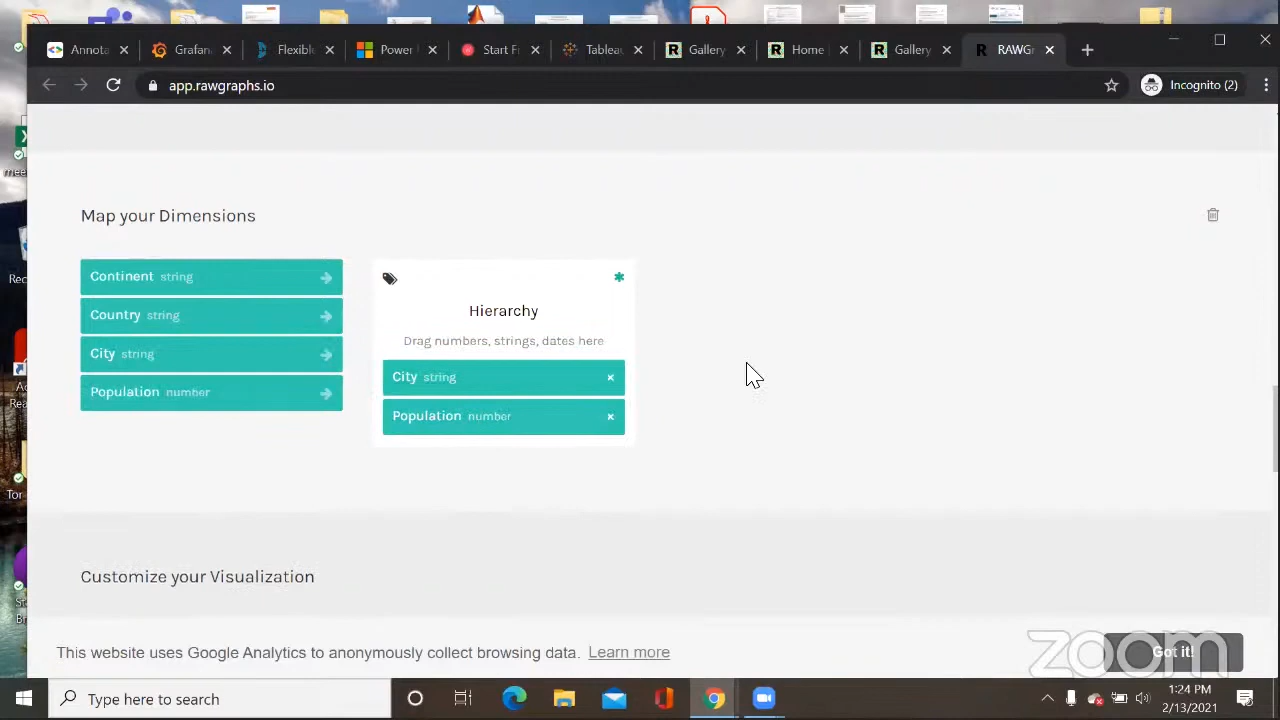 Annota
Grafan
Flexible
Power
Start Fi
Tableau
Gallery
Home
Gallery
RAWGr
app.rawgraphs.io
Incognito (2)
Map your Dimensions
Continent string
Country string
City string
Population number
Hierarchy
Drag numbers, strings, dates here
City string
Population number
Customize your Visualization
This website uses Google Analytics to anonymously collect browsing data. Learn more
Got it!
zoom
Type here to search
1:24 PM
2/13/2021